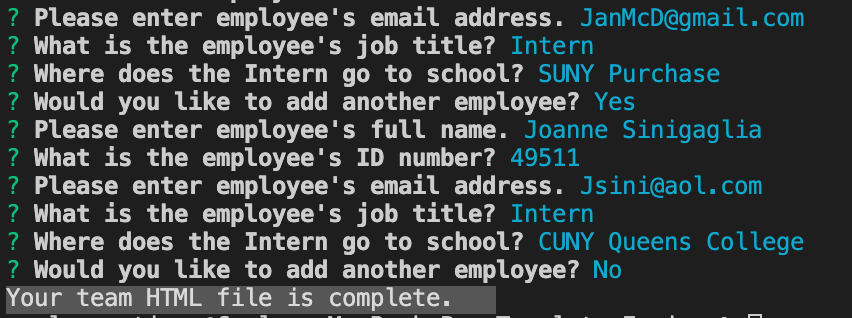 ? Please enter employee's email address. JanMcD@gmail.com
? What is the employee's job title? Intern
? Where does the Intern go to school? SUNY Purchase
? Would you like to add another employee? Yes
? Please enter employee's full name. Joanne Sinigaglia
? What is the employee's ID number? 49511
? Please enter employee's email address. Jsini@aol.com
? What is the employee's job title? Intern
? Where does the Intern go to school? CUNY Queens College
? Would you like to add another employee? No
Your team HTML file is complete.